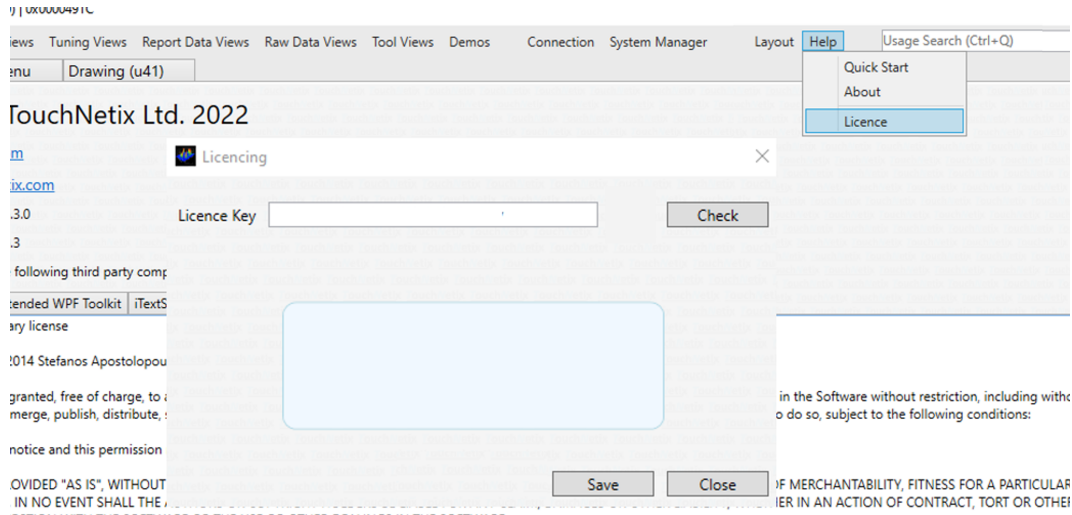 ) | 0x0000491C
iews Tuning Views Report Data Views Raw Data Views Tool Views Demos Connection System Manager Layout Help Usage Search (Ctrl+Q)
enu Drawing (u41)
Quick Start
About
Licence
TouchNetix Ltd. 2022
m
Licencing
ix.com
.3.0
Licence Key Check
.3
following third party comp
tended WPF Toolkit iTextS
ary license
2014 Stefanos Apostolopou
granted, free of charge, to a in the Software without restriction, including witho
merge, publish, distribute, s o do so, subject to the following conditions:
notice and this permission
Save Close
OVIDED "AS IS", WITHOUT OF MERCHANTABILITY, FITNESS FOR A PARTICULAR
IN NO EVENT SHALL THE IER IN AN ACTION OF CONTRACT, TORT OR OTHE